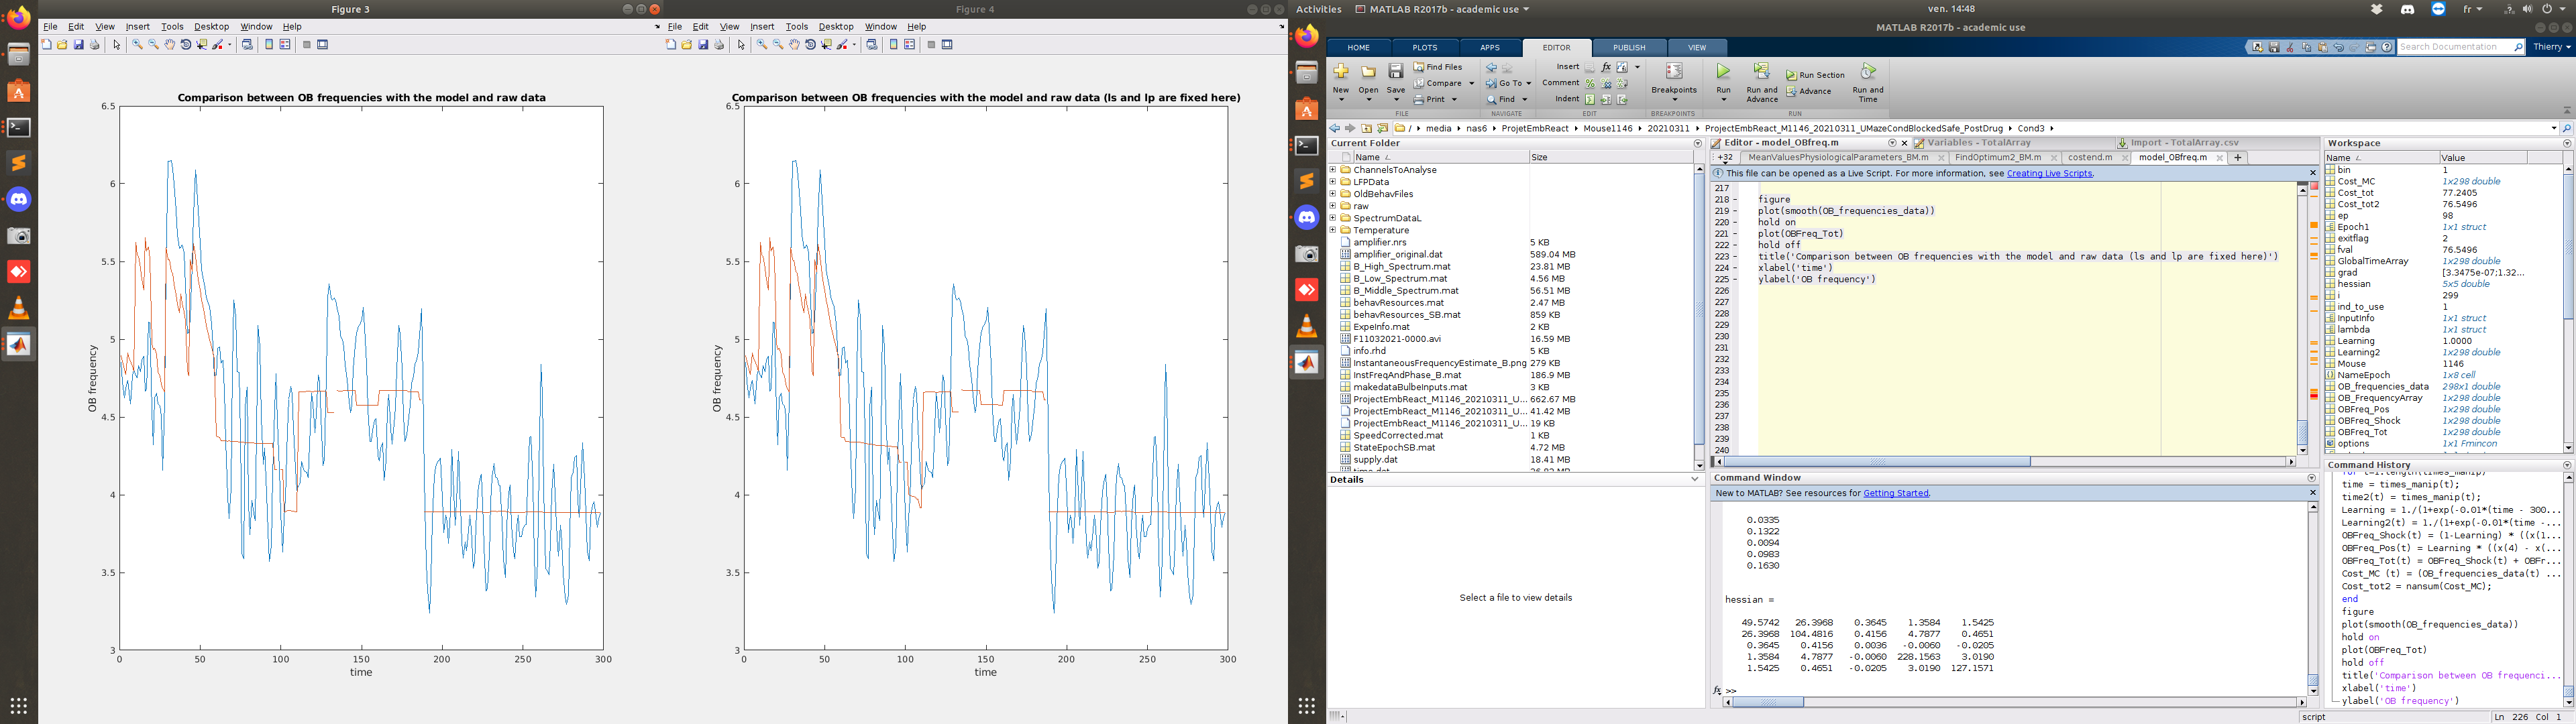 Figure 3
File Edit View Insert Tools Desktop Window Help
Comparison between OB frequencies with the model and raw data
OB frequency
6.5
6
5.5
5
4.5
4
3.5
3
0 50 100 150 200 250 300
time
Figure 4
File Edit View Insert Tools Desktop Window Help
Comparison between OB frequencies with the model and raw data (ls and lp are fixed here)
OB frequency
6.5
6
5.5
5
4.5
4
3.5
3
0 50 100 150 200 250 300
time
Activities MATLAB R2017b - academic use ven. 14:48 fr
MATLAB R2017b - academic use
HOME PLOTS APPS EDITOR PUBLISH VIEW Search Documentation Thierry
New Open Save Find Files Compare Print Go To Find Insert Comment Indent Breakpoints Run Run and Advance Run Section Advance Run and Time
FILE NAVIGATE EDIT BREAKPOINTS RUN
/ media nas6 ProjetEmbReact Mouse1146 20210311 ProjectEmbReact_M1146_20210311_UMazeCondBlockedSafe_PostDrug Cond3
Current Folder
Name Size
ChannelsToAnalyse
LFPData
OldBehavFiles
raw
SpectrumDataL
Temperature
amplifier.nrs 5 KB
amplifier_original.dat 589.04 MB
B_High_Spectrum.mat 23.81 MB
B_Low_Spectrum.mat 4.56 MB
B_Middle_Spectrum.mat 56.51 MB
behavResources.mat 2.47 MB
behavResources_SB.mat 859 KB
ExpeInfo.mat 2 KB
F11032021-0000.avi 16.59 MB
info.rhd 5 KB
InstantaneousFrequencyEstimate_B.png 279 KB
InstFreqAndPhase_B.mat 186.9 MB
makedataBulbeInputs.mat 3 KB
ProjectEmbReact_M1146_20210311_U... 662.67 MB
ProjectEmbReact_M1146_20210311_U... 41.42 MB
ProjectEmbReact_M1146_20210311_U... 19 KB
SpeedCorrected.mat 1 KB
StateEpochSB.mat 4.72 MB
supply.dat 18.41 MB
Details
Select a file to view details
Editor - model_OBfreq.m Variables - TotalArray Import - TotalArray.csv
+32 MeanValuesPhysiologicalParameters_BM.m FindOptimum2_BM.m costend.m model_OBfreq.m +
This file can be opened as a Live Script. For more information, see Creating Live Scripts.
217
218 figure
219 plot(smooth(OB_frequencies_data))
220 hold on
221 plot(OBFreq_Tot)
222 hold off
223 title('Comparison between OB frequencies with the model and raw data (ls and lp are fixed here)')
224 xlabel('time')
225 ylabel('OB frequency')
226
227
228
229
230
231
232
233
234
235
236
237
238
239
240
Command Window
New to MATLAB? See resources for Getting Started.
0.0335
0.1322
0.0094
0.0983
0.1630
hessian =
49.5742 26.3968 0.3645 1.3584 1.5425
26.3968 104.4816 0.4156 4.7877 0.4651
0.3645 0.4156 0.0036 -0.0060 -0.0205
1.3584 4.7877 -0.0060 228.1563 3.0190
1.5425 0.4651 -0.0205 3.0190 127.1571
fx >>
Workspace
Name Value
bin 1
Cost_MC 1x298 double
Cost_tot 77.2405
Cost_tot2 76.5496
ep 98
Epoch1 1x1 struct
exitflag 2
fval 76.5496
GlobalTimeArray 1x298 double
grad [3.3475e-07;1.32...
hessian 5x5 double
i 299
ind_to_use 1
InputInfo 1x1 struct
lambda 1x1 struct
Learning 1.0000
Learning2 1x298 double
Mouse 1146
NameEpoch 1x8 cell
OB_frequencies_data 298x1 double
OB_FrequencyArray 1x298 double
OBFreq_Pos 1x298 double
OBFreq_Shock 1x298 double
OBFreq_Tot 1x298 double
options 1x1 Fmincon
Command History
time = times_manip(t);
time2(t) = times_manip(t);
Learning = 1./(1+exp(-0.01*(time - 300...
Learning2(t) = 1./(1+exp(-0.01*(time -...
OBFreq_Shock(t) = (1-Learning) * ((x(1...
OBFreq_Pos(t) = Learning * ((x(4) - x(...
OBFreq_Tot(t) = OBFreq_Shock(t) + OBFr...
Cost_MC (t) = (OB_frequencies_data(t) ...
Cost_tot2 = nansum(Cost_MC);
end
figure
plot(smooth(OB_frequencies_data))
hold on
plot(OBFreq_Tot)
hold off
title('Comparison between OB frequenci...
xlabel('time')
ylabel('OB frequency')
script Ln 226 Col 1